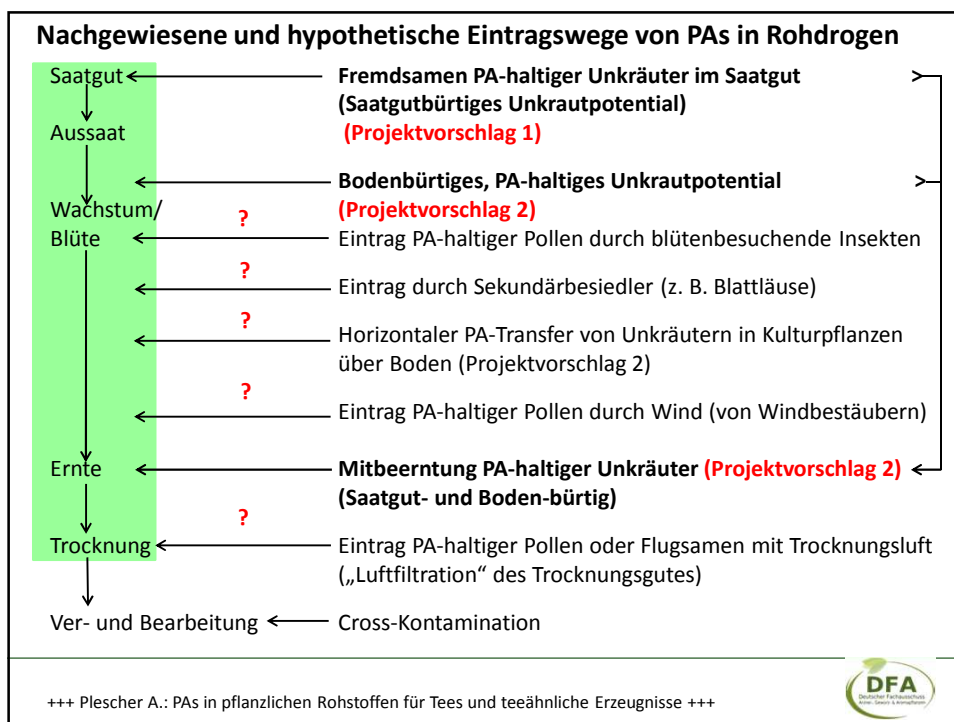 Nachgewiesene und hypothetische Eintragswege von PAs in Rohdrogen
Saatgut
Fremdsamen PA-haltiger Unkräuter im Saatgut
(Saatgutbürtiges Unkrautpotential)
Aussaat
(Projektvorschlag 1)
Bodenbürtiges, PA-haltiges Unkrautpotential
Wachstum/
(Projektvorschlag 2)
?
Blüte
Eintrag PA-haltiger Pollen durch blütenbesuchende Insekten
?
Eintrag durch Sekundärbesiedler (z. B. Blattläuse)
?
Horizontaler PA-Transfer von Unkräutern in Kulturpflanzen
über Boden (Projektvorschlag 2)
?
Eintrag PA-haltiger Pollen durch Wind (von Windbestäubern)
Ernte
Mitbeerntung PA-haltiger Unkräuter (Projektvorschlag 2)
(Saatgut- und Boden-bürtig)
?
Trocknung
Eintrag PA-haltiger Pollen oder Flugsamen mit Trocknungsluft
(„Luftfiltration“ des Trocknungsgutes)
Ver- und Bearbeitung
Cross-Kontamination
+++ Plescher A.: PAs in pflanzlichen Rohstoffen für Tees und teeähnliche Erzeugnisse +++
DFA
Deutscher Fachausschuss